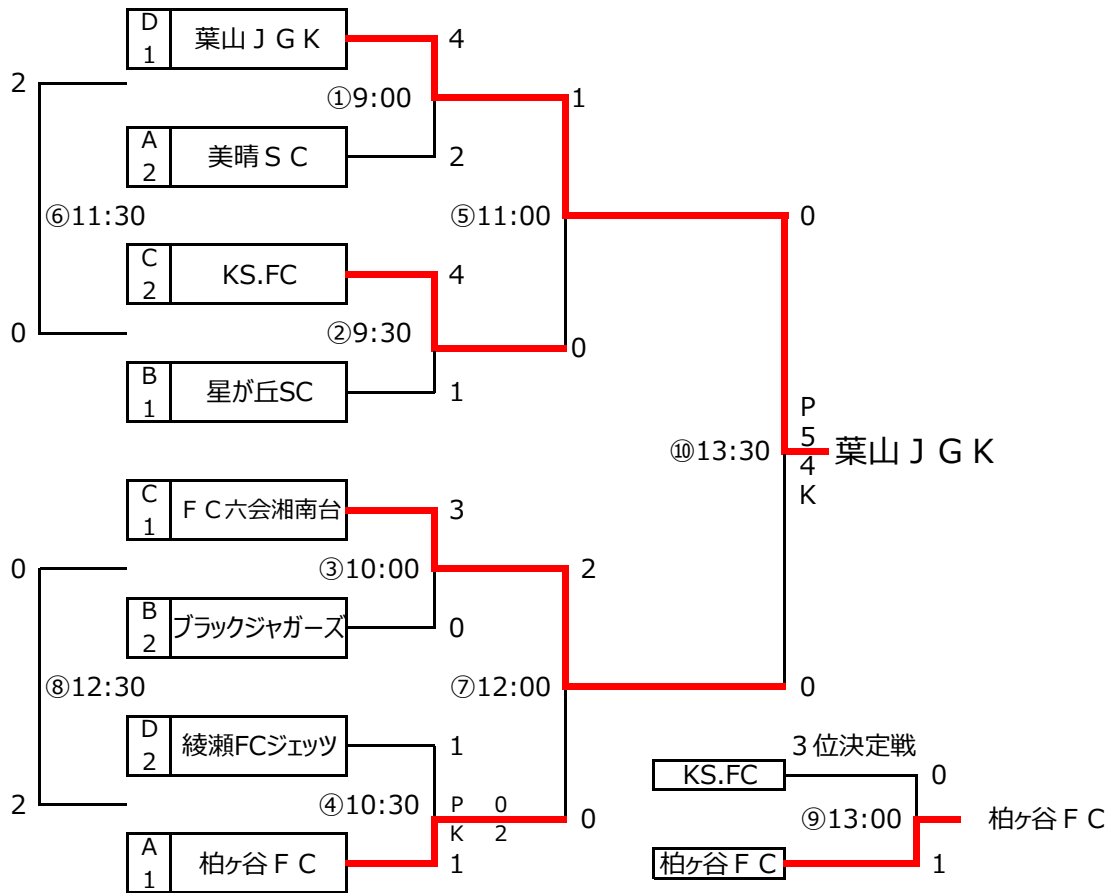 D
1
葉山ＪＧＫ
4
2
①9:00
1
A
2
美晴ＳＣ
2
⑥11:30
⑤11:00
0
C
2
KS.FC
4
0
②9:30
0
B
1
星が丘SC
1
P
5
4
K
⑩13:30
葉山ＪＧＫ
C
1
ＦＣ六会湘南台
3
0
③10:00
2
B
2
ブラックジャガーズ
0
⑧12:30
⑦12:00
0
D
2
綾瀬FCジェッツ
1
３位決定戦
KS.FC
0
2
④10:30
P 0
K 2
0
⑨13:00
柏ヶ谷ＦＣ
A
1
柏ヶ谷ＦＣ
1
柏ヶ谷ＦＣ
1